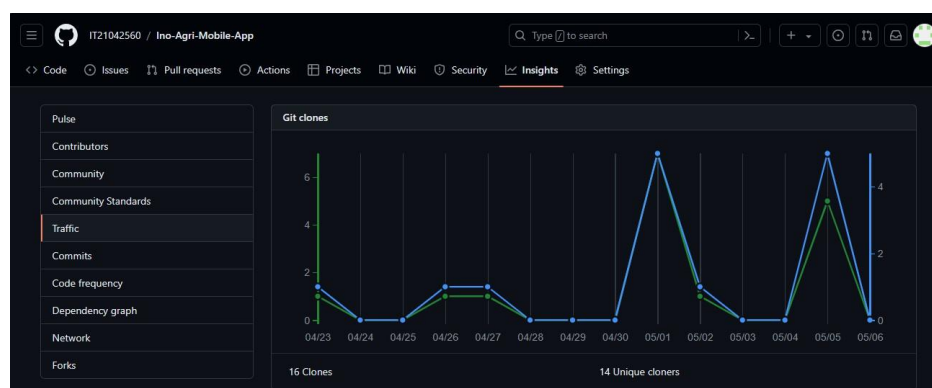 IT21042560 / Ino-Agri-Mobile-App
Type / to search
Code Issues Pull requests Actions Projects Wiki Security Insights Settings
Pulse
Contributors
Community
Community Standards
Traffic
Commits
Code frequency
Dependency graph
Network
Forks
Git clones
6
4
2
0
4
2
0
04/23 04/24 04/25 04/26 04/27 04/28 04/29 04/30 05/01 05/02 05/03 05/04 05/05 05/06
16 Clones 14 Unique cloners